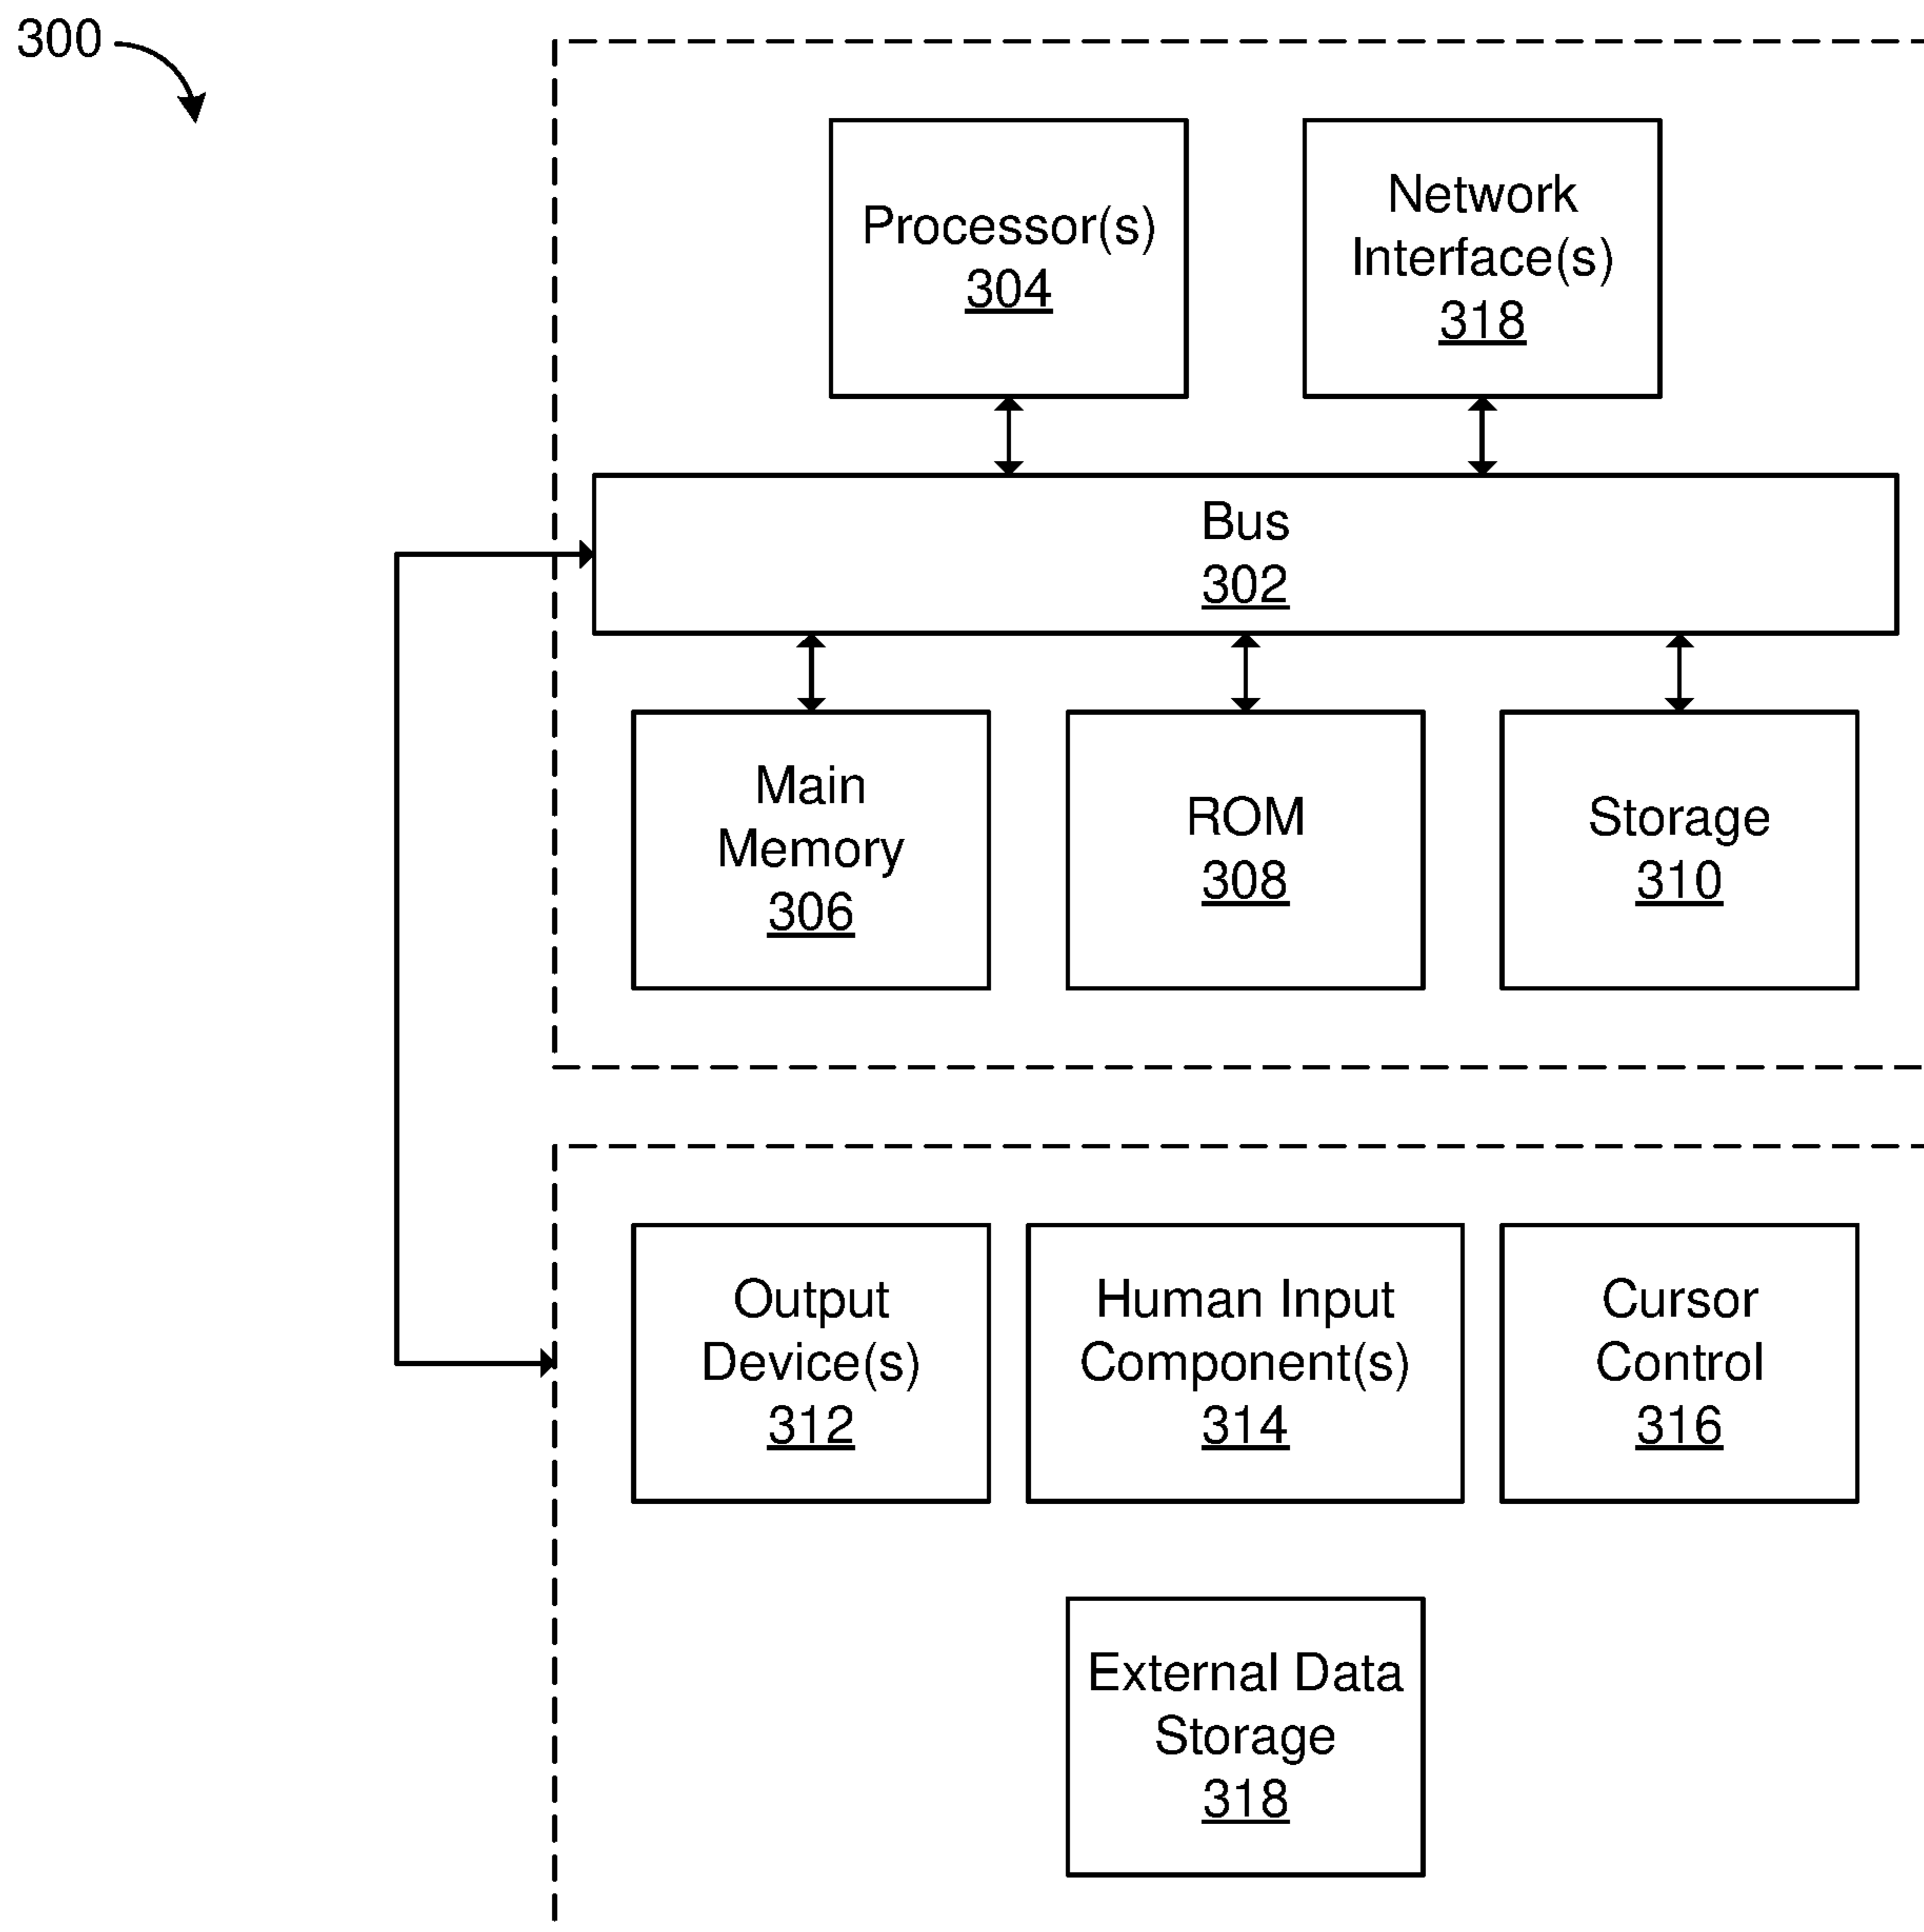 300
Processor(s)
304
Network
Interface(s)
318
Bus
302
Main
Memory
306
ROM
308
Storage
310
Output
Device(s)
312
Human Input
Component(s)
314
Cursor
Control
316
External Data
Storage
318